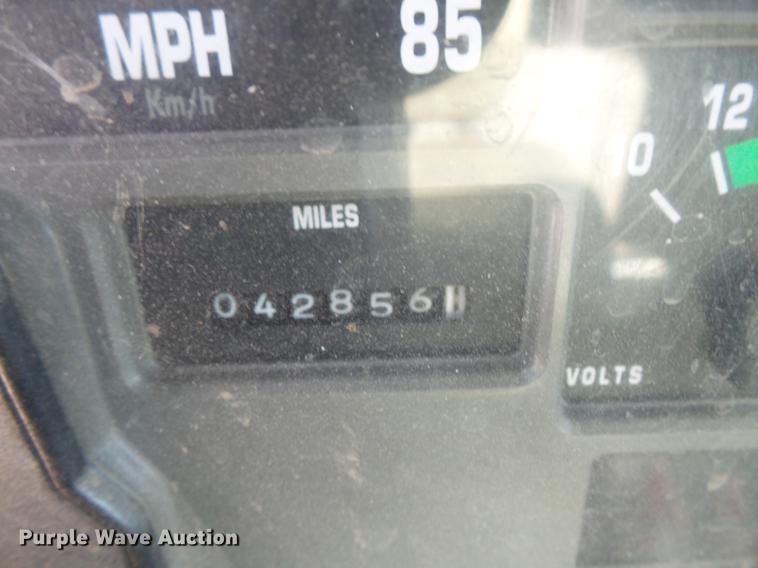 MPH 85
Km/h
12
10
MILES
042856
VOLTS
Purple Wave Auction